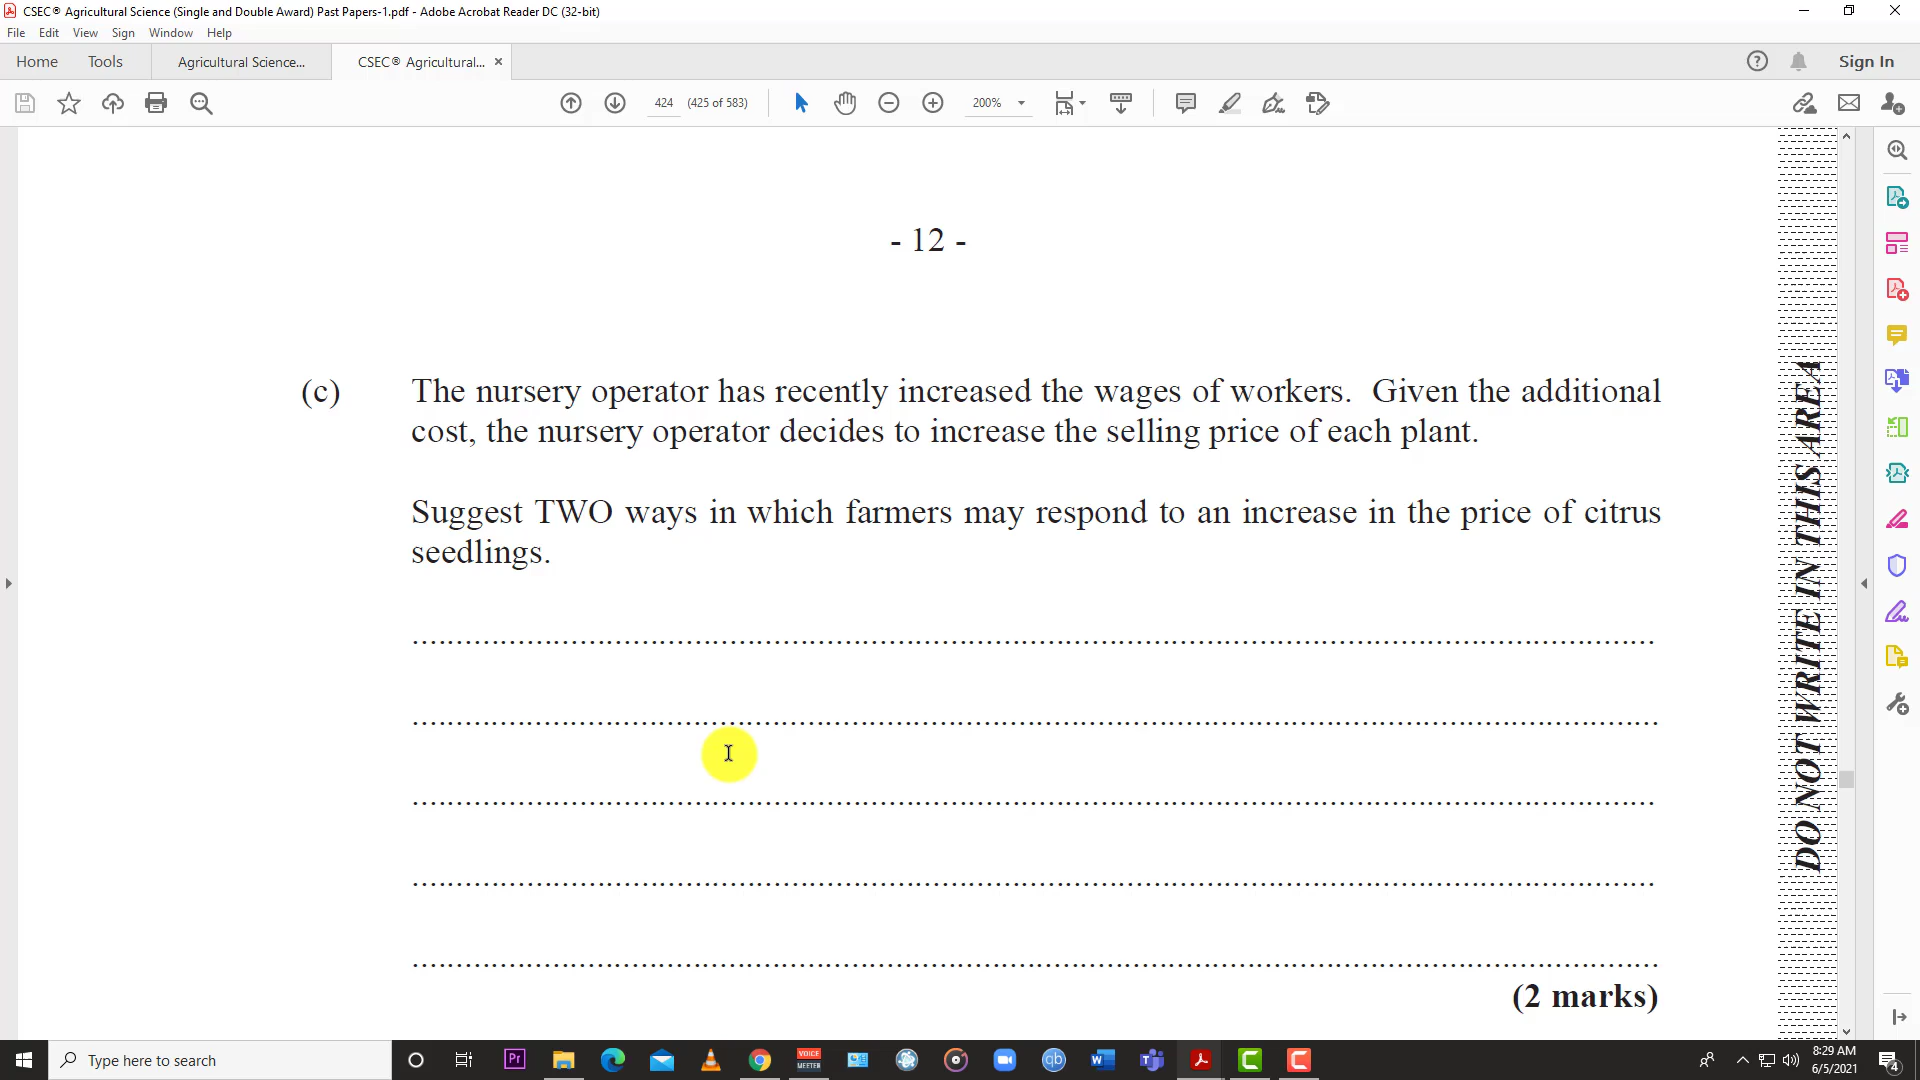 CSEC® Agricultural Science (Single and Double Award) Past Papers-1.pdf - Adobe Acrobat Reader DC (32-bit)
File Edit View Sign Window Help
Home Tools Agricultural Science... CSEC® Agricultural... Sign In
424 (425 of 583) 200%
- 12 -
(c) The nursery operator has recently increased the wages of workers. Given the additional
cost, the nursery operator decides to increase the selling price of each plant.
Suggest TWO ways in which farmers may respond to an increase in the price of citrus
seedlings.
(2 marks)
DO NOT WRITE IN THIS AREA
Type here to search
Pr
VOICE
MEETER
qb
8:29 AM
6/5/2021
4